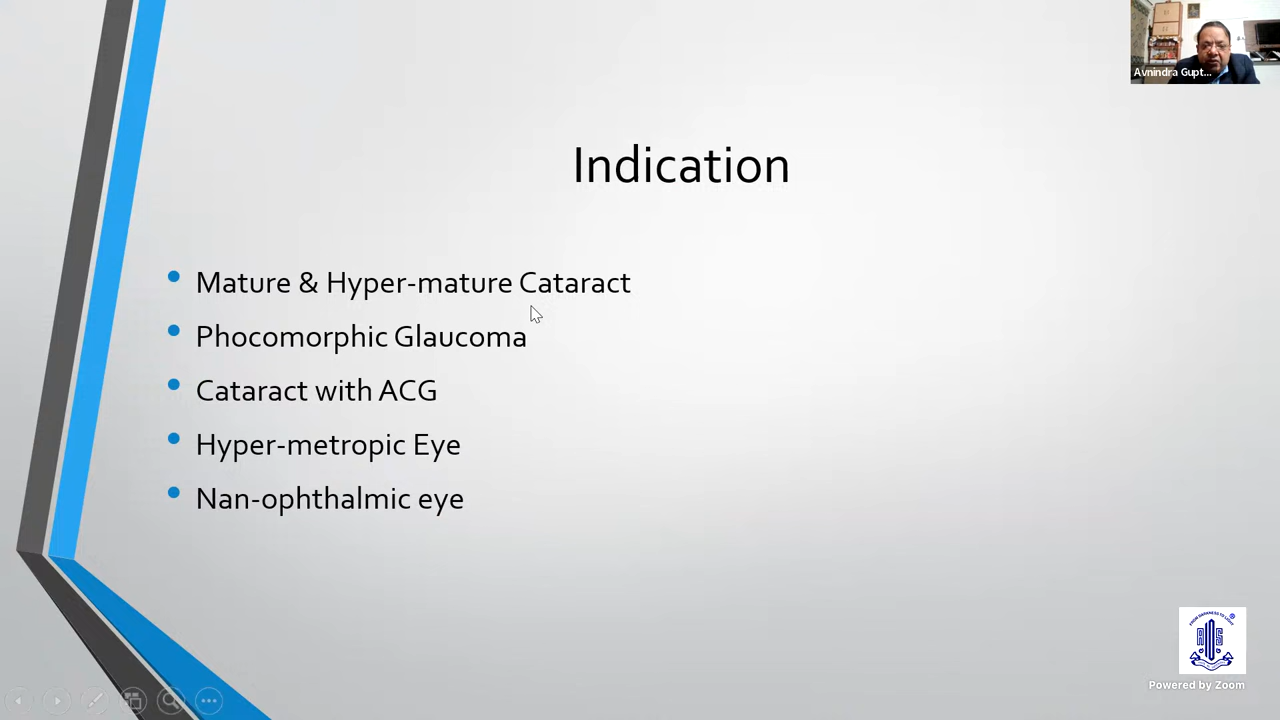 Avnindra Gupt...
Indication
Mature & Hyper-mature Cataract
Phocomorphic Glaucoma
Cataract with ACG
Hyper-metropic Eye
Nan-ophthalmic eye
Powered by Zoom